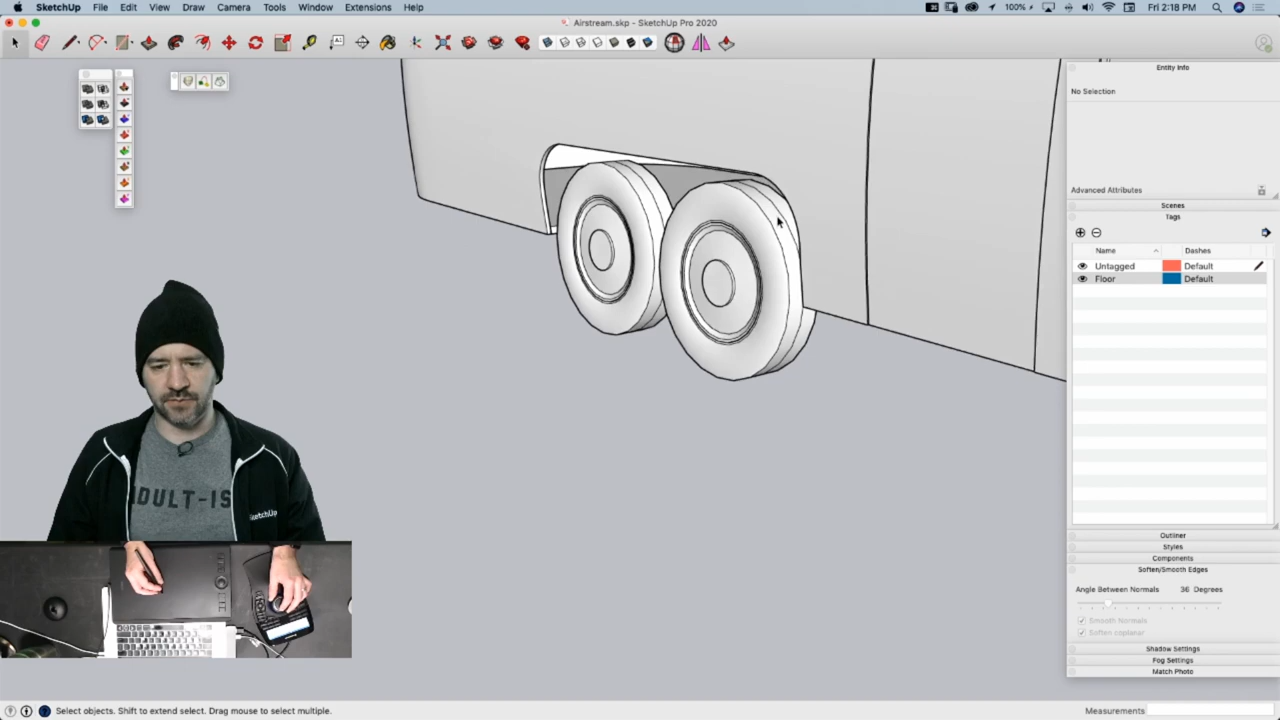 SketchUp File Edit View Draw Camera Tools Window Extensions Help
100% Fri 2:18 PM
Airstream.skp - SketchUp Pro 2020
Entity Info
No Selection
Advanced Attributes
Scenes
Tags
Name Dashes
Untagged Default
Floor Default
Outliner
Styles
Components
Soften/Smooth Edges
Angle Between Normals 36 Degrees
Smooth Normals
Soften coplanar
Shadow Settings
Fog Settings
Match Photo
DULT-IS
SketchUp
Select objects. Shift to extend select. Drag mouse to select multiple.
Measurements